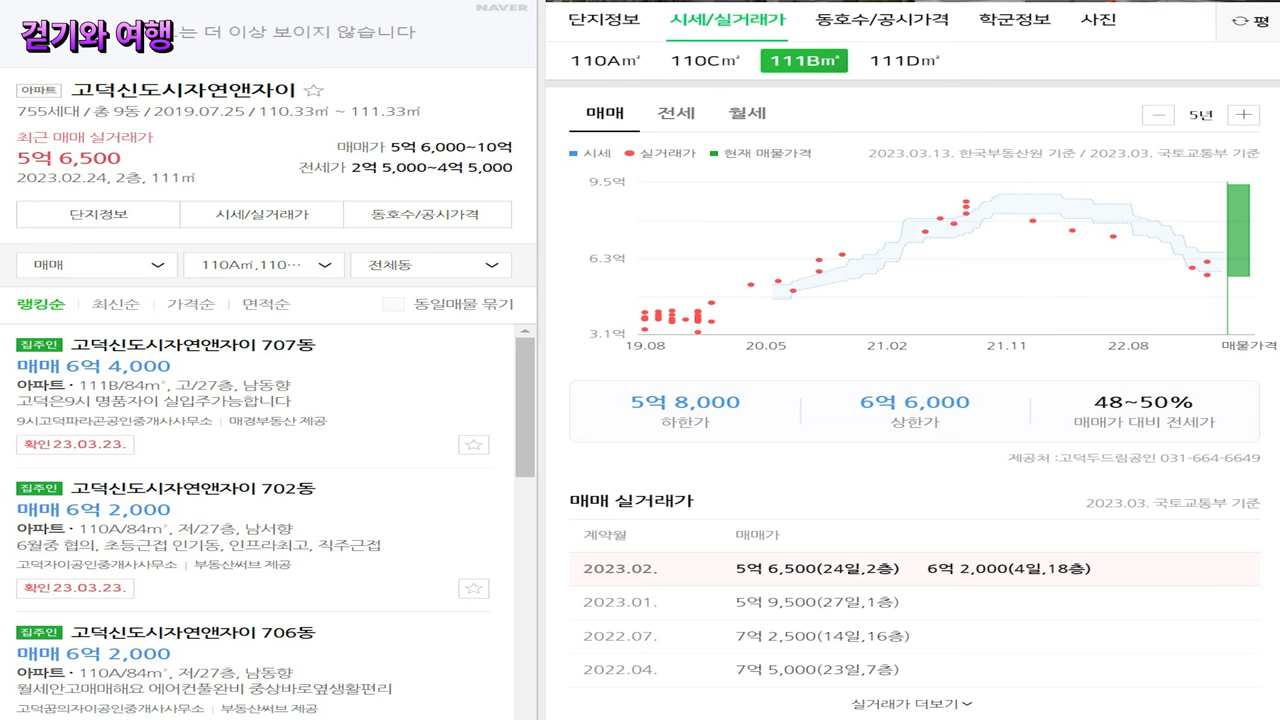 NAVER
걷기와 여행
는 더 이상 보이지 않습니다
아파트 고덕신도시자연앤자이
755세대 / 총 9동 / 2019.07.25 / 110.33㎡ ~ 111.33㎡
최근 매매 실거래가
5억 6,500
2023.02.24, 2층, 111㎡
매매가 5억 6,000~10억
전세가 2억 5,000~4억 5,000
단지정보 시세/실거래가 동호수/공시가격
매매 110A㎡,110··· 전체동
랭킹순 최신순 가격순 면적순 동일매물 묶기
집주인 고덕신도시자연앤자이 707동
매매 6억 4,000
아파트 · 111B/84㎡, 고/27층, 남동향
고덕은9시 명품자이 실입주가능합니다
9시고덕파라곤공인중개사사무소 매경부동산 제공
확인 23.03.23.
집주인 고덕신도시자연앤자이 702동
매매 6억 2,000
아파트 · 110A/84㎡, 저/27층, 남서향
6월중 협의, 초등근접 인기동, 인프라최고, 직주근접
고덕자이공인중개사사무소 부동산써브 제공
확인 23.03.23.
집주인 고덕신도시자연앤자이 706동
매매 6억 2,000
아파트 · 110A/84㎡, 저/27층, 남동향
월세안고매매해요 에어컨풀완비 중상바로옆생활편리
고덕꿈의자이공인중개사사무소 부동산써브 제공
단지정보 시세/실거래가 동호수/공시가격 학군정보 사진 평
110A㎡ 110C㎡ 111B㎡ 111D㎡
매매 전세 월세 5년
시세 실거래가 현재 매물가격 2023.03.13. 한국부동산원 기준 / 2023.03. 국토교통부 기준
9.5억
6.3억
3.1억
19.08 20.05 21.02 21.11 22.08 매물가격
5억 8,000 6억 6,000 48~50%
하한가 상한가 매매가 대비 전세가
제공처 :고덕두드림공인 031-664-6649
매매 실거래가 2023.03. 국토교통부 기준
계약월 매매가
2023.02. 5억 6,500(24일,2층) 6억 2,000(4일,18층)
2023.01. 5억 9,500(27일,1층)
2022.07. 7억 2,500(14일,16층)
2022.04. 7억 5,000(23일,7층)
실거래가 더보기